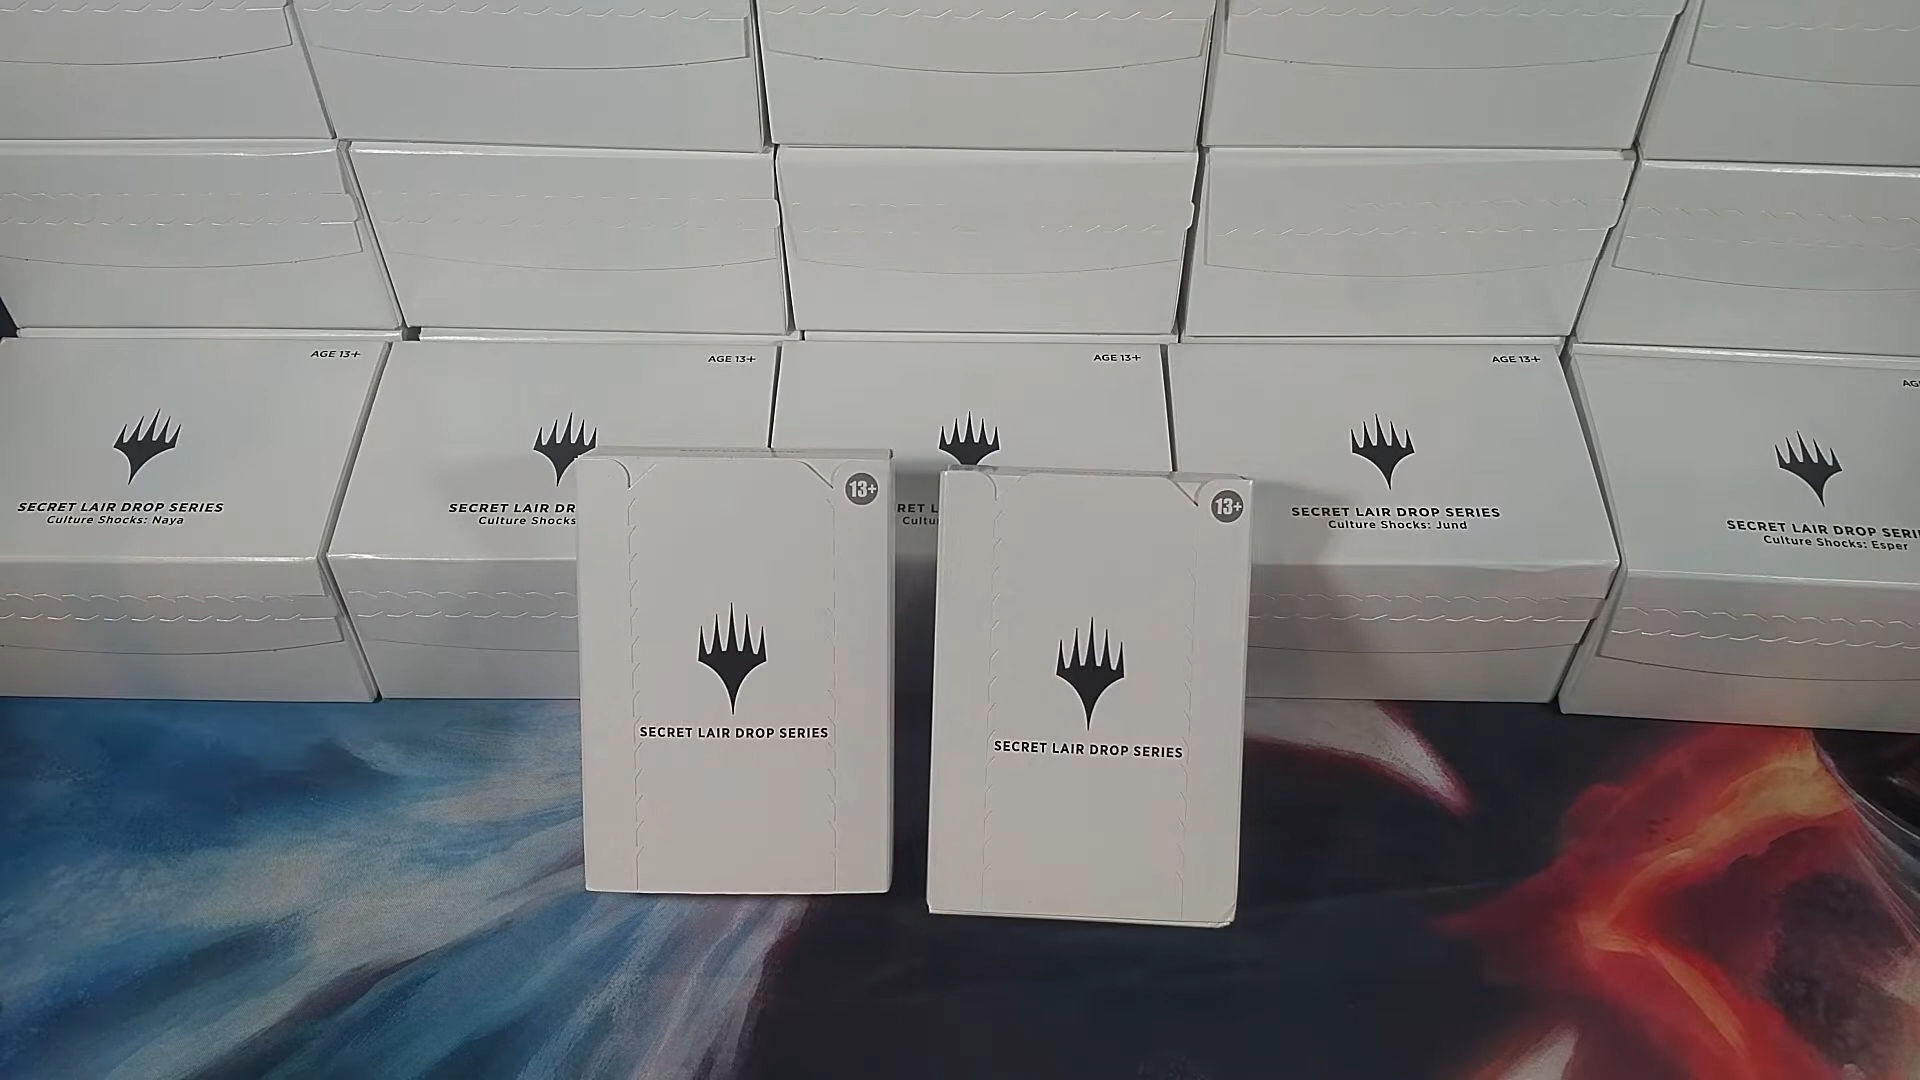 AGE 13+
AGE 13+
AGE 13+
AGE 13+
SECRET LAIR DROP SERIES
Culture Shocks: Naya
SECRET LAIR
Culture Shocks
SECRET LAIR DROP SERIES
Culture Shocks: Jund
SECRET LAIR DROP
Culture Shocks: Esper
13+
SECRET LAIR DROP SERIES
13+
SECRET LAIR DROP SERIES